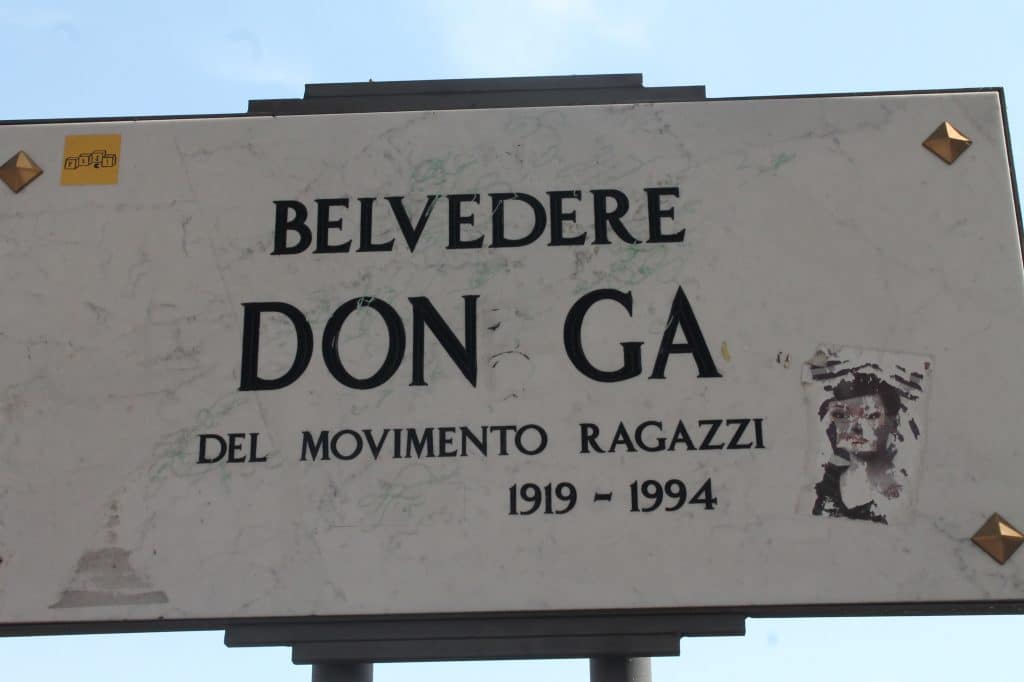 BELVEDERE
DON GA
DEL MOVIMENTO RAGAZZI
1919 - 1994